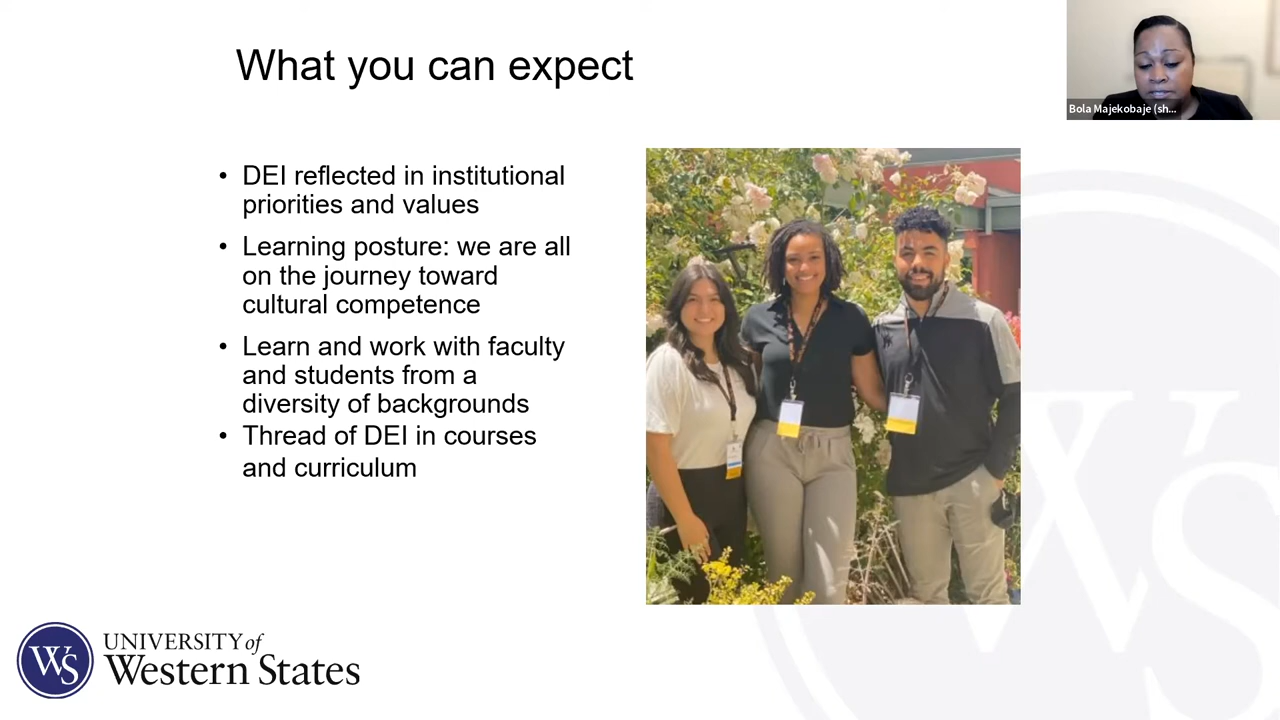 What you can expect
Bola Majekobaje (sh...
• DEI reflected in institutional
priorities and values
• Learning posture: we are all
on the journey toward
cultural competence
• Learn and work with faculty
and students from a
diversity of backgrounds
• Thread of DEI in courses
and curriculum
WS
UNIVERSITY of
Western States
WS